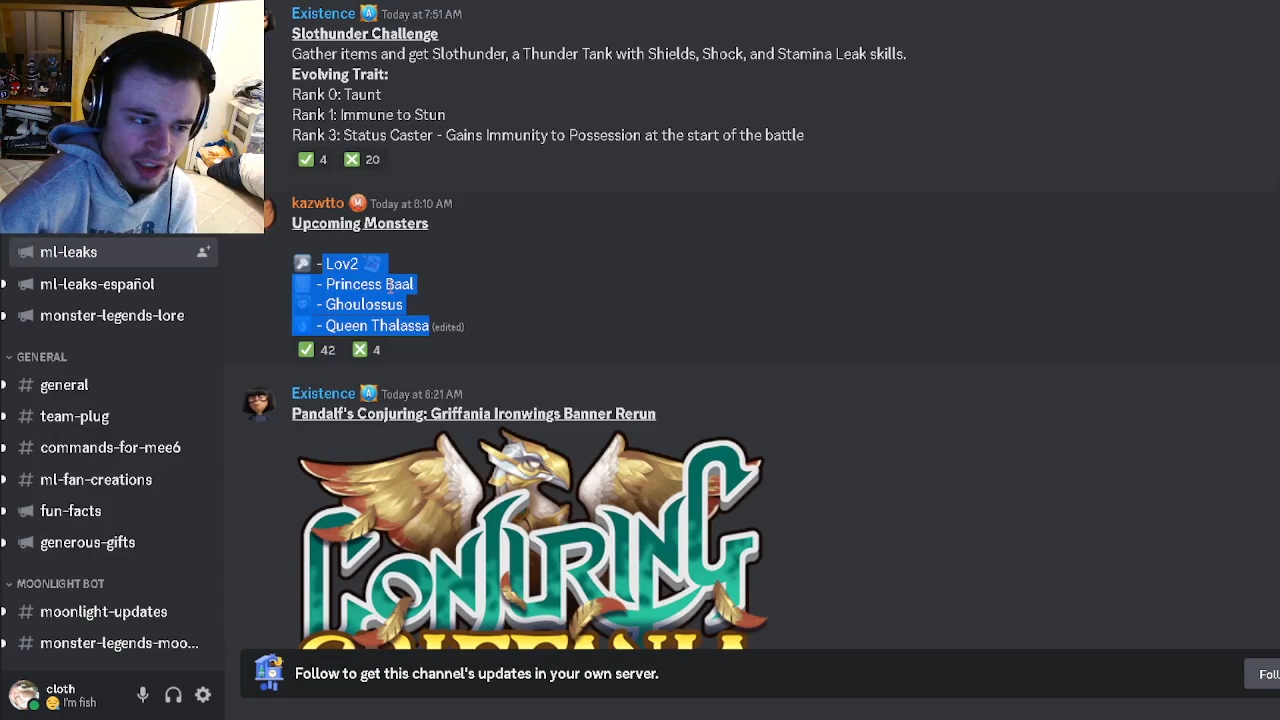 Existence Today at 7:51 AM
Slothunder Challenge
Gather items and get Slothunder, a Thunder Tank with Shields, Shock, and Stamina Leak skills.
Evolving Trait:
Rank 0: Taunt
Rank 1: Immune to Stun
Rank 3: Status Caster - Gains Immunity to Possession at the start of the battle
4 20
kazwtto M Today at 8:10 AM
Upcoming Monsters
- Lov2
- Princess Baal
- Ghoulossus
- Queen Thalassa (edited)
42 4
Existence Today at 8:21 AM
Pandalf's Conjuring: Griffania Ironwings Banner Rerun
CONJURING
GRIFFANIA
Follow to get this channel's updates in your own server.
Foll
ml-leaks
ml-leaks-español
monster-legends-lore
GENERAL
general
team-plug
commands-for-mee6
ml-fan-creations
fun-facts
generous-gifts
MOONLIGHT BOT
moonlight-updates
monster-legends-moo...
cloth
I'm fish